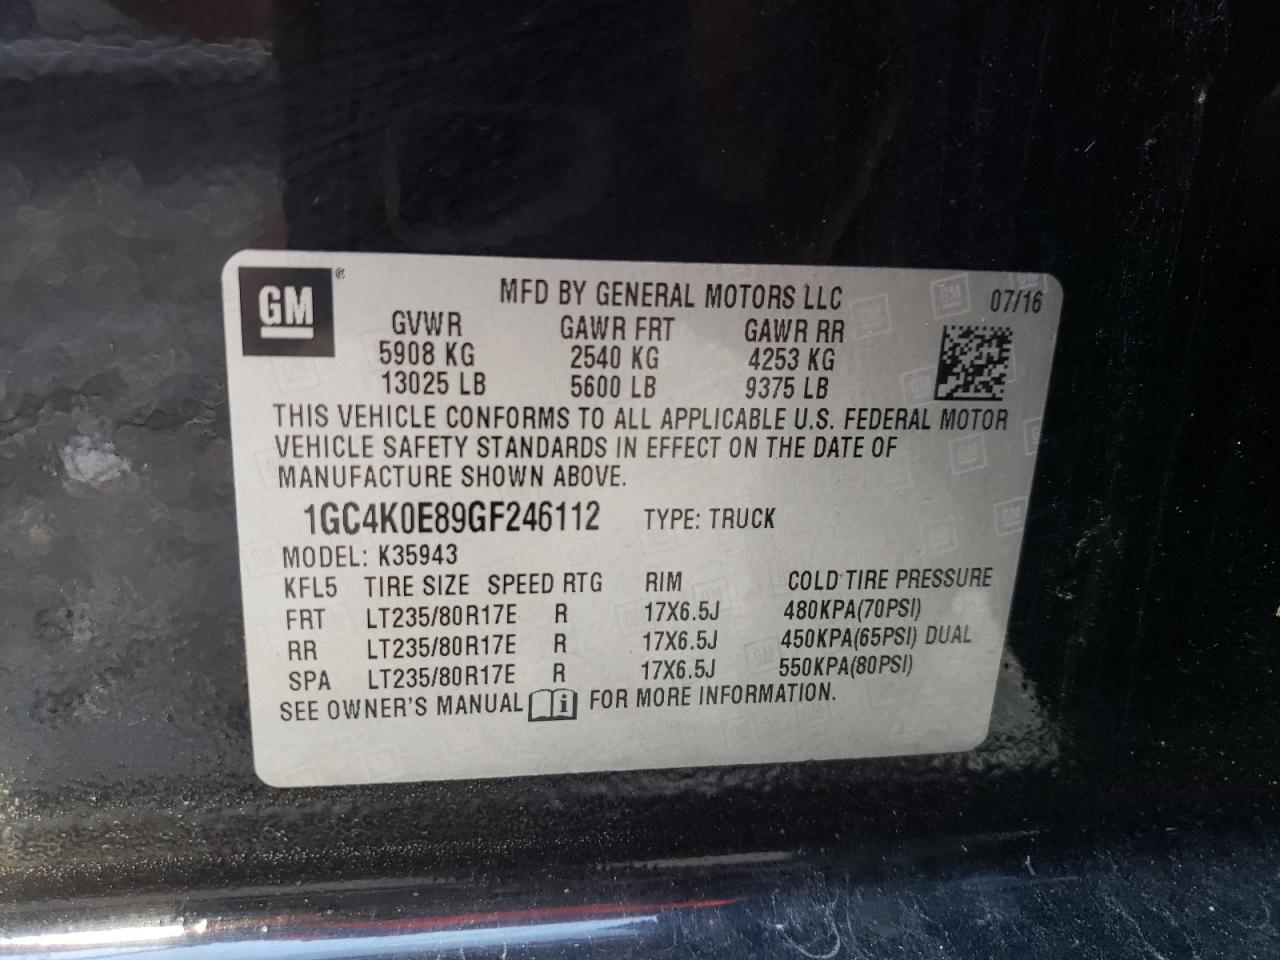 GM ®
MFD BY GENERAL MOTORS LLC 07/16
GVWR GAWR FRT GAWR RR
5908 KG 2540 KG 4253 KG
13025 LB 5600 LB 9375 LB
THIS VEHICLE CONFORMS TO ALL APPLICABLE U.S. FEDERAL MOTOR
VEHICLE SAFETY STANDARDS IN EFFECT ON THE DATE OF
MANUFACTURE SHOWN ABOVE.
1GC4K0E89GF246112 TYPE: TRUCK
MODEL: K35943
KFL5 TIRE SIZE SPEED RTG RIM COLD TIRE PRESSURE
FRT LT235/80R17E R 17X6.5J 480KPA(70PSI)
RR LT235/80R17E R 17X6.5J 450KPA(65PSI) DUAL
SPA LT235/80R17E R 17X6.5J 550KPA(80PSI)
SEE OWNER'S MANUAL i FOR MORE INFORMATION.